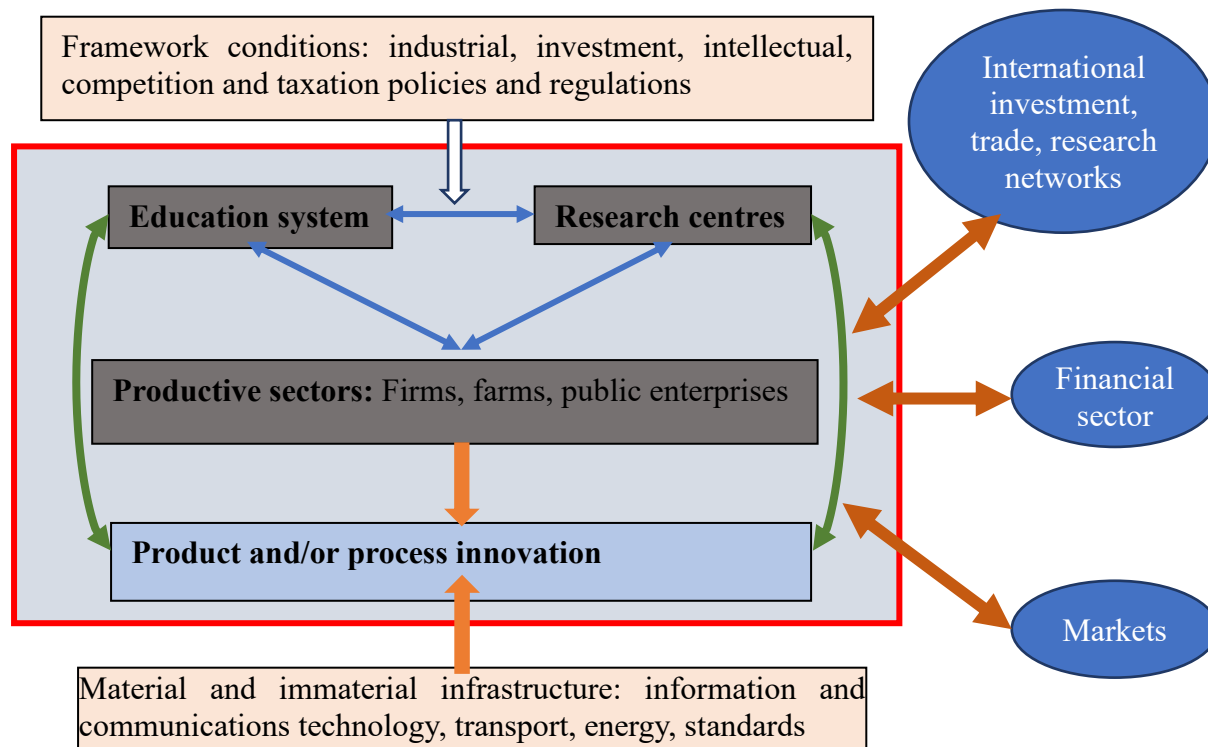 Framework conditions: industrial, investment, intellectual,
competition and taxation policies and regulations
International
investment,
trade, research
networks
Education system
Research centres
Productive sectors: Firms, farms, public enterprises
Financial
sector
Product and/or process innovation
Markets
Material and immaterial infrastructure: information and
communications technology, transport, energy, standards